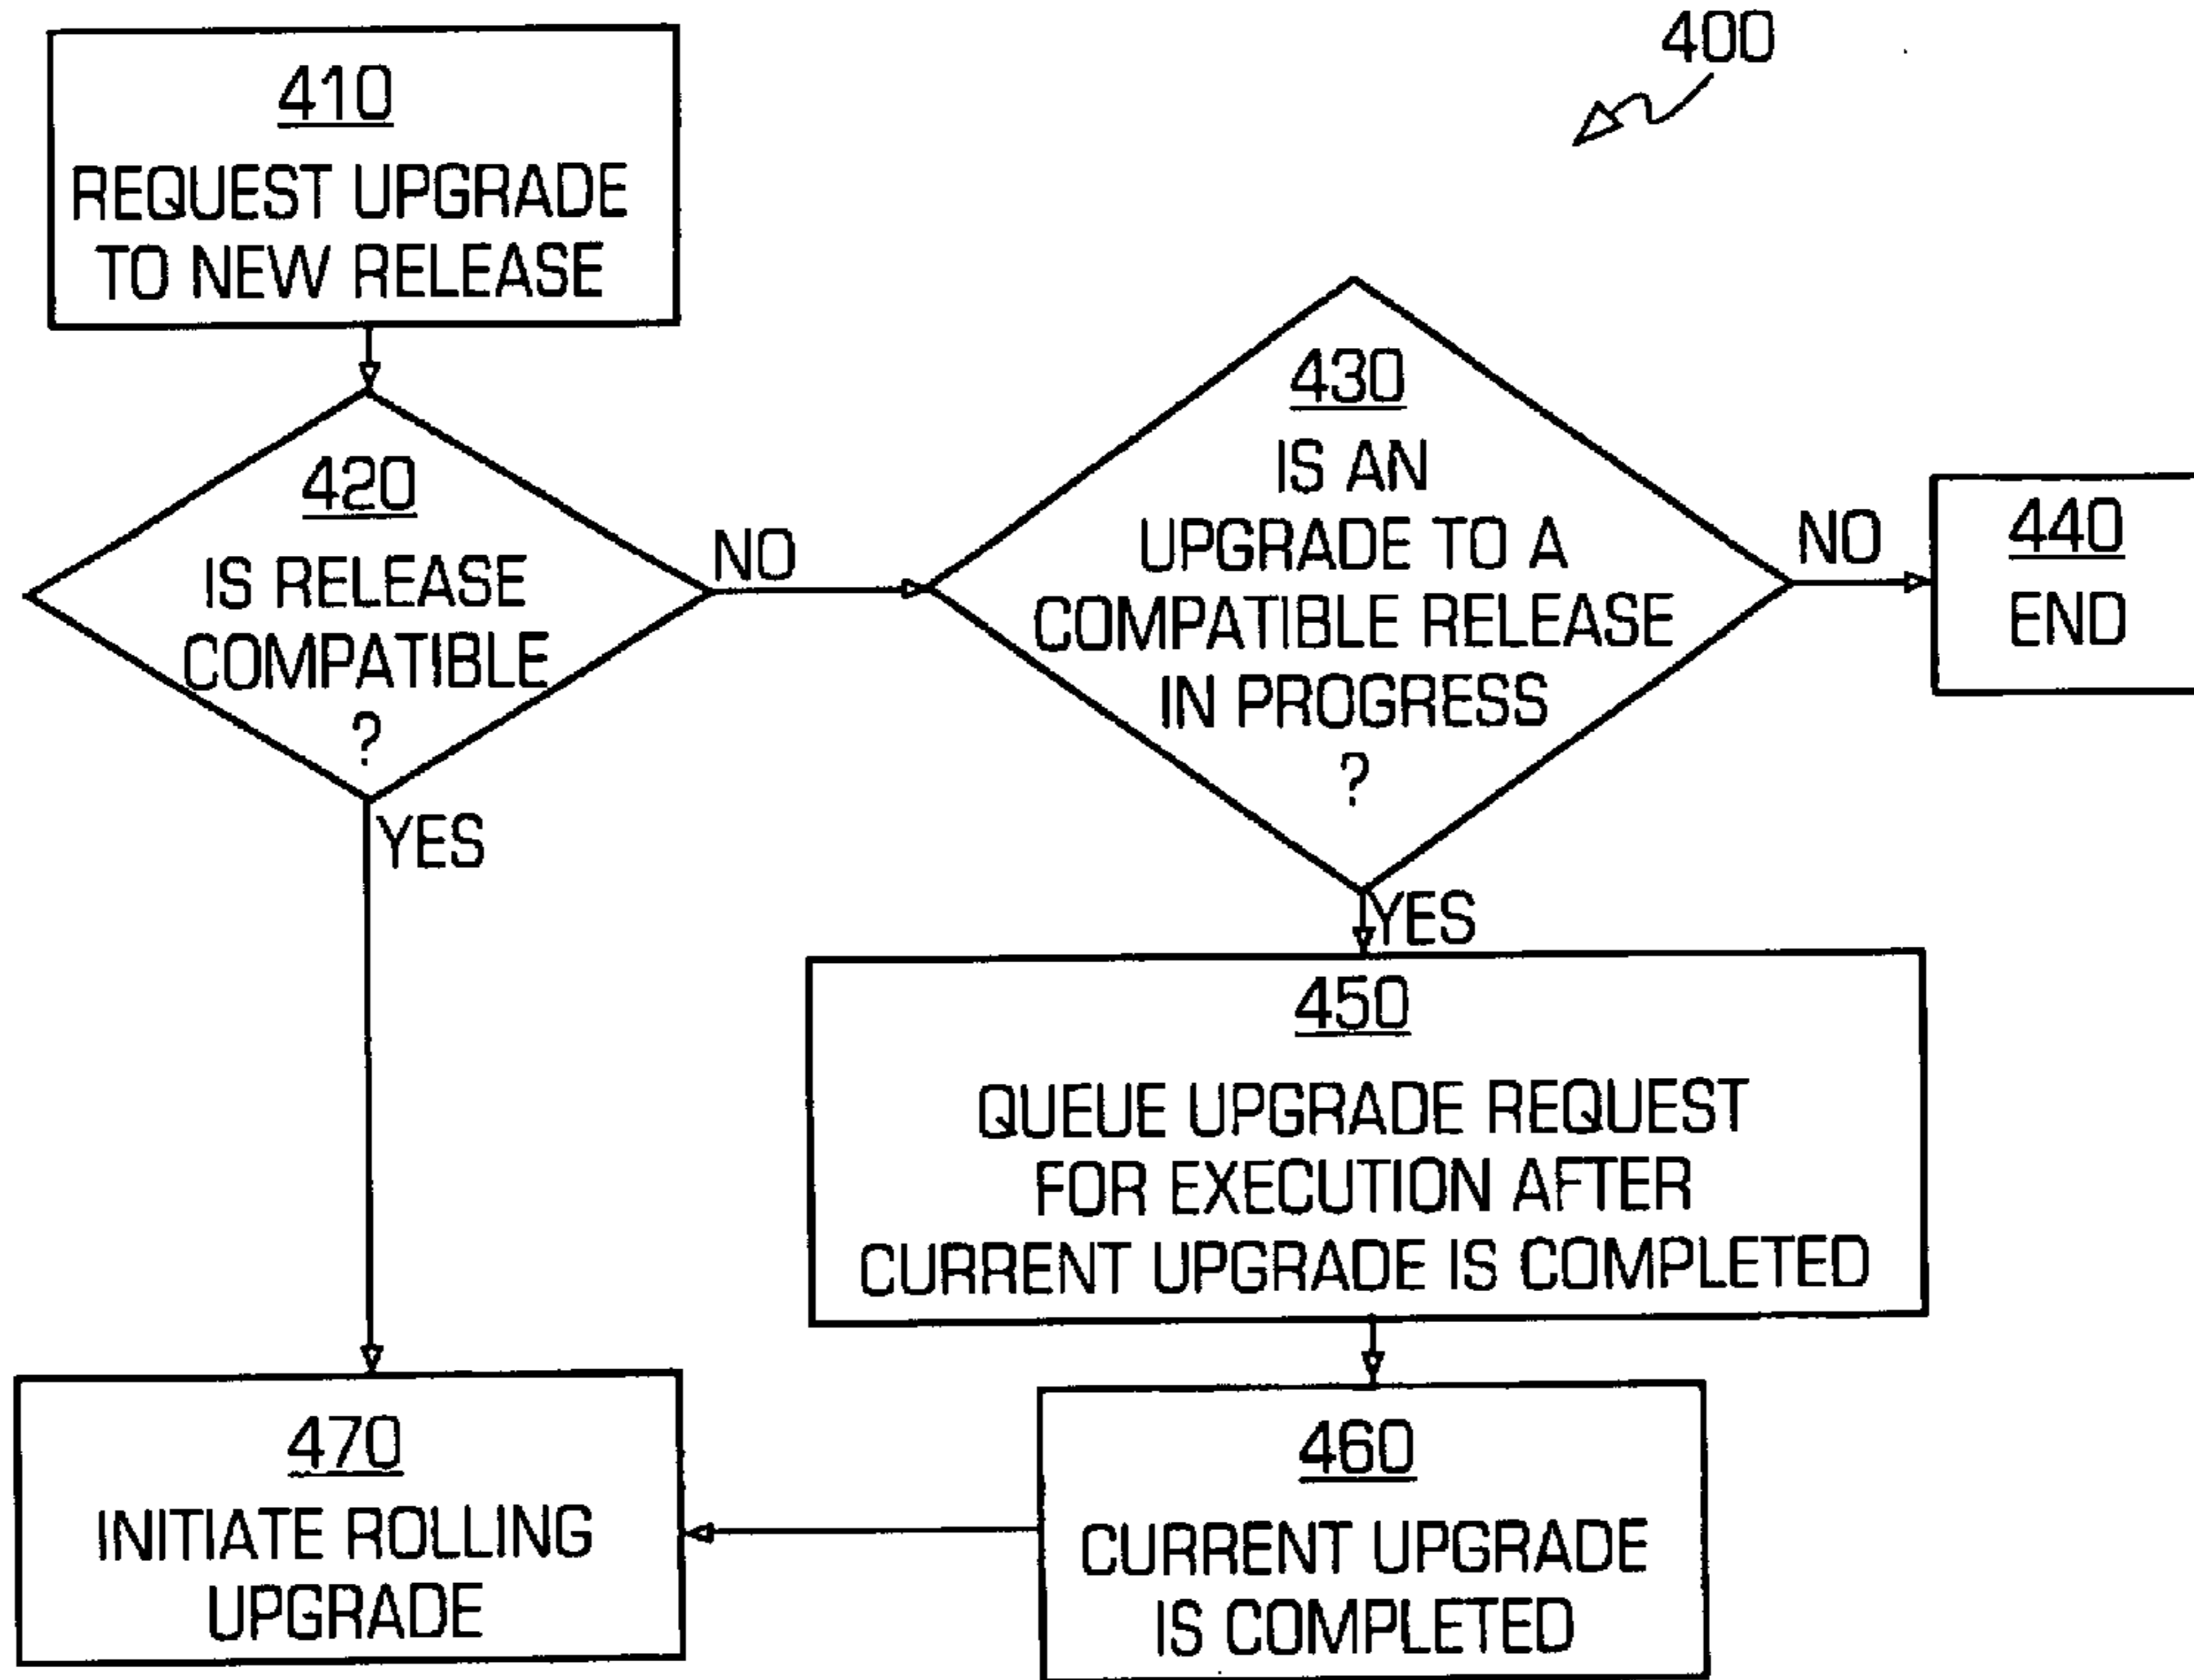 400
410
REQUEST UPGRADE
TO NEW RELEASE
420
IS RELEASE
COMPATIBLE
?
NO
YES
430
IS AN
UPGRADE TO A
COMPATIBLE RELEASE
IN PROGRESS
?
NO
YES
440
END
450
QUEUE UPGRADE REQUEST
FOR EXECUTION AFTER
CURRENT UPGRADE IS COMPLETED
460
CURRENT UPGRADE
IS COMPLETED
470
INITIATE ROLLING
UPGRADE